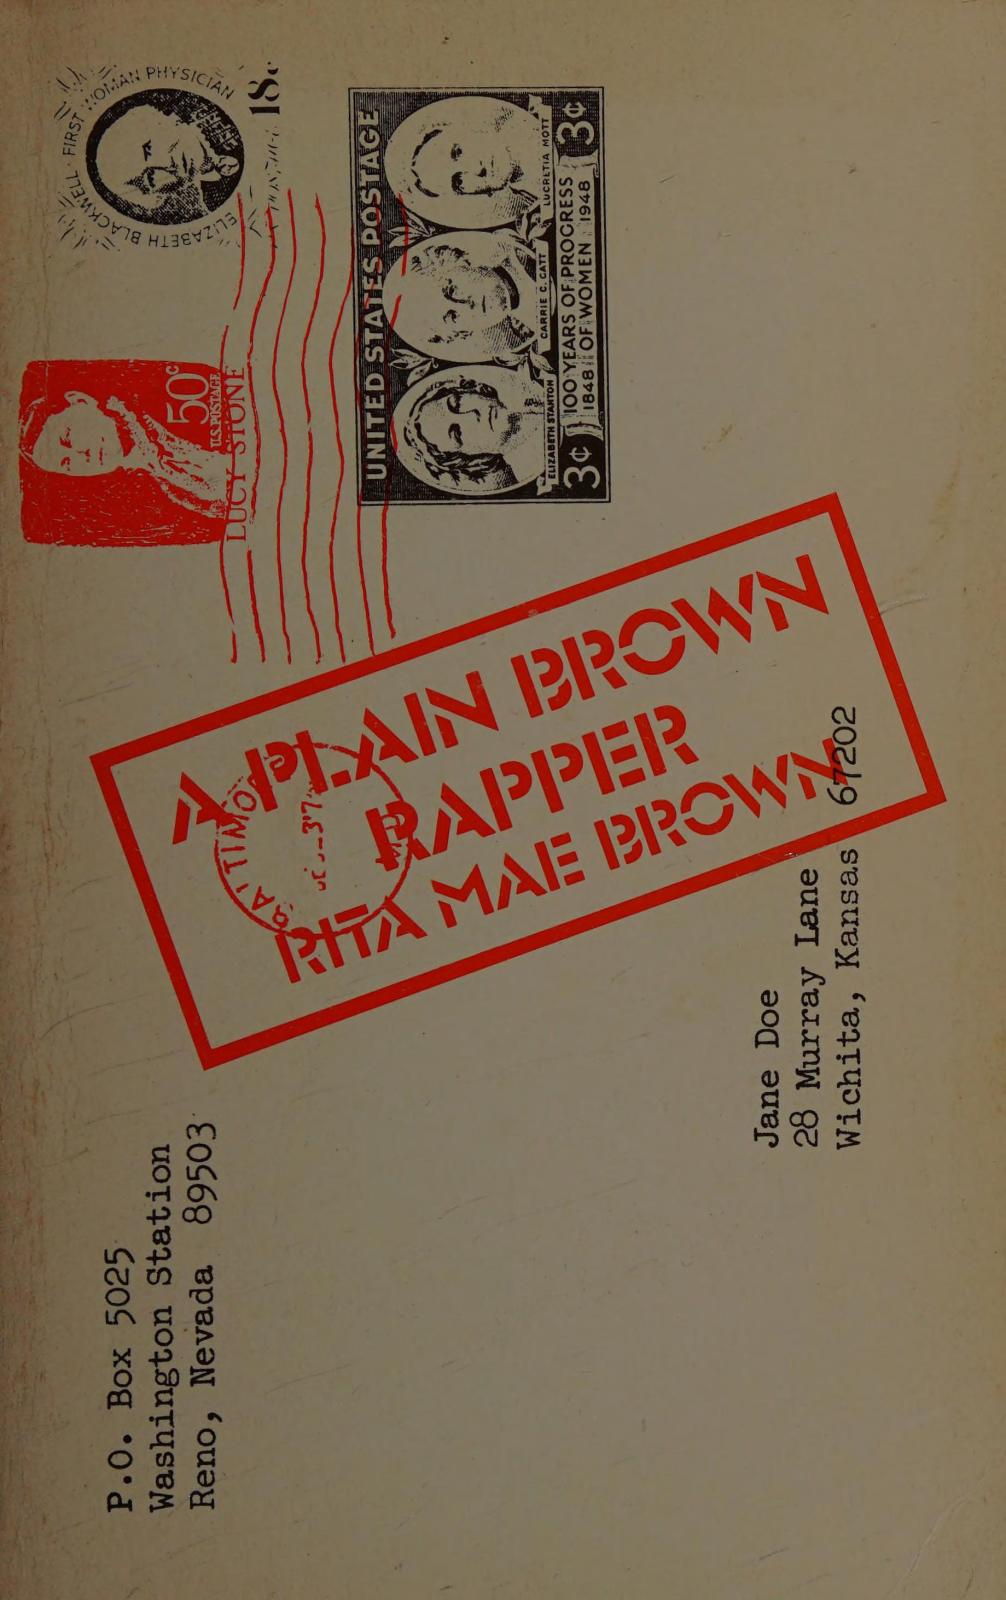 P.O. Box 5025
Washington Station
Reno, Nevada 89503
ELIZABETH BLACKWELL · FIRST WOMAN PHYSICIAN
18c
50c
U.S. POSTAGE
LUCY STONE
UNITED STATES POSTAGE
ELIZABETH STANTON
CARRIE C. CATT
LUCRETIA MOTT
3¢
100 YEARS OF PROGRESS
OF WOMEN
1848
1948
3¢
A PLAIN BROWN
RAPPER
RITA MAE BROWN
Jane Doe
28 Murray Lane
Wichita, Kansas 67202